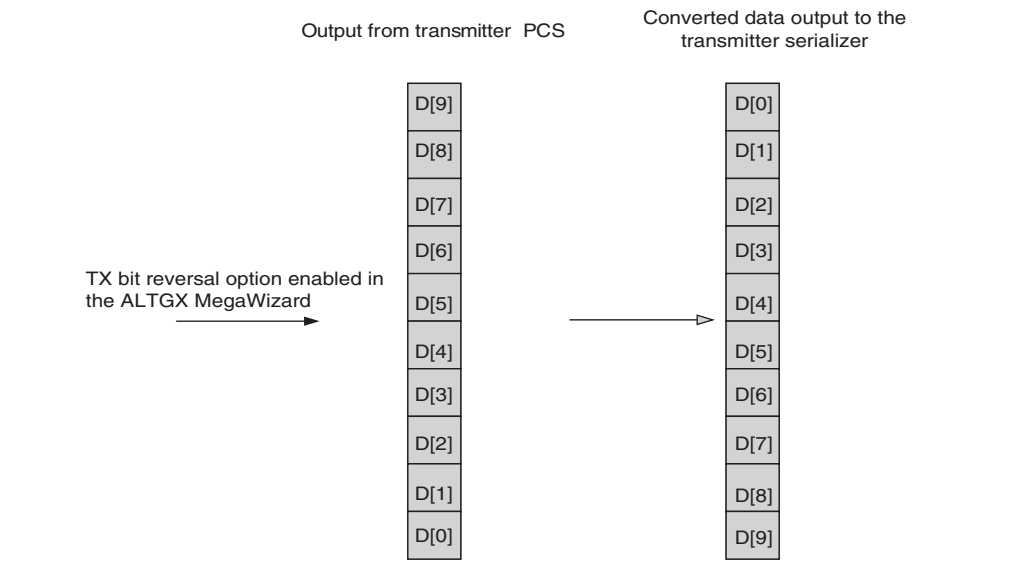 Output from transmitter PCS
Converted data output to the
transmitter serializer
TX bit reversal option enabled in
the ALTGX MegaWizard
D[9]
D[8]
D[7]
D[6]
D[5]
D[4]
D[3]
D[2]
D[1]
D[0]
D[0]
D[1]
D[2]
D[3]
D[4]
D[5]
D[6]
D[7]
D[8]
D[9]